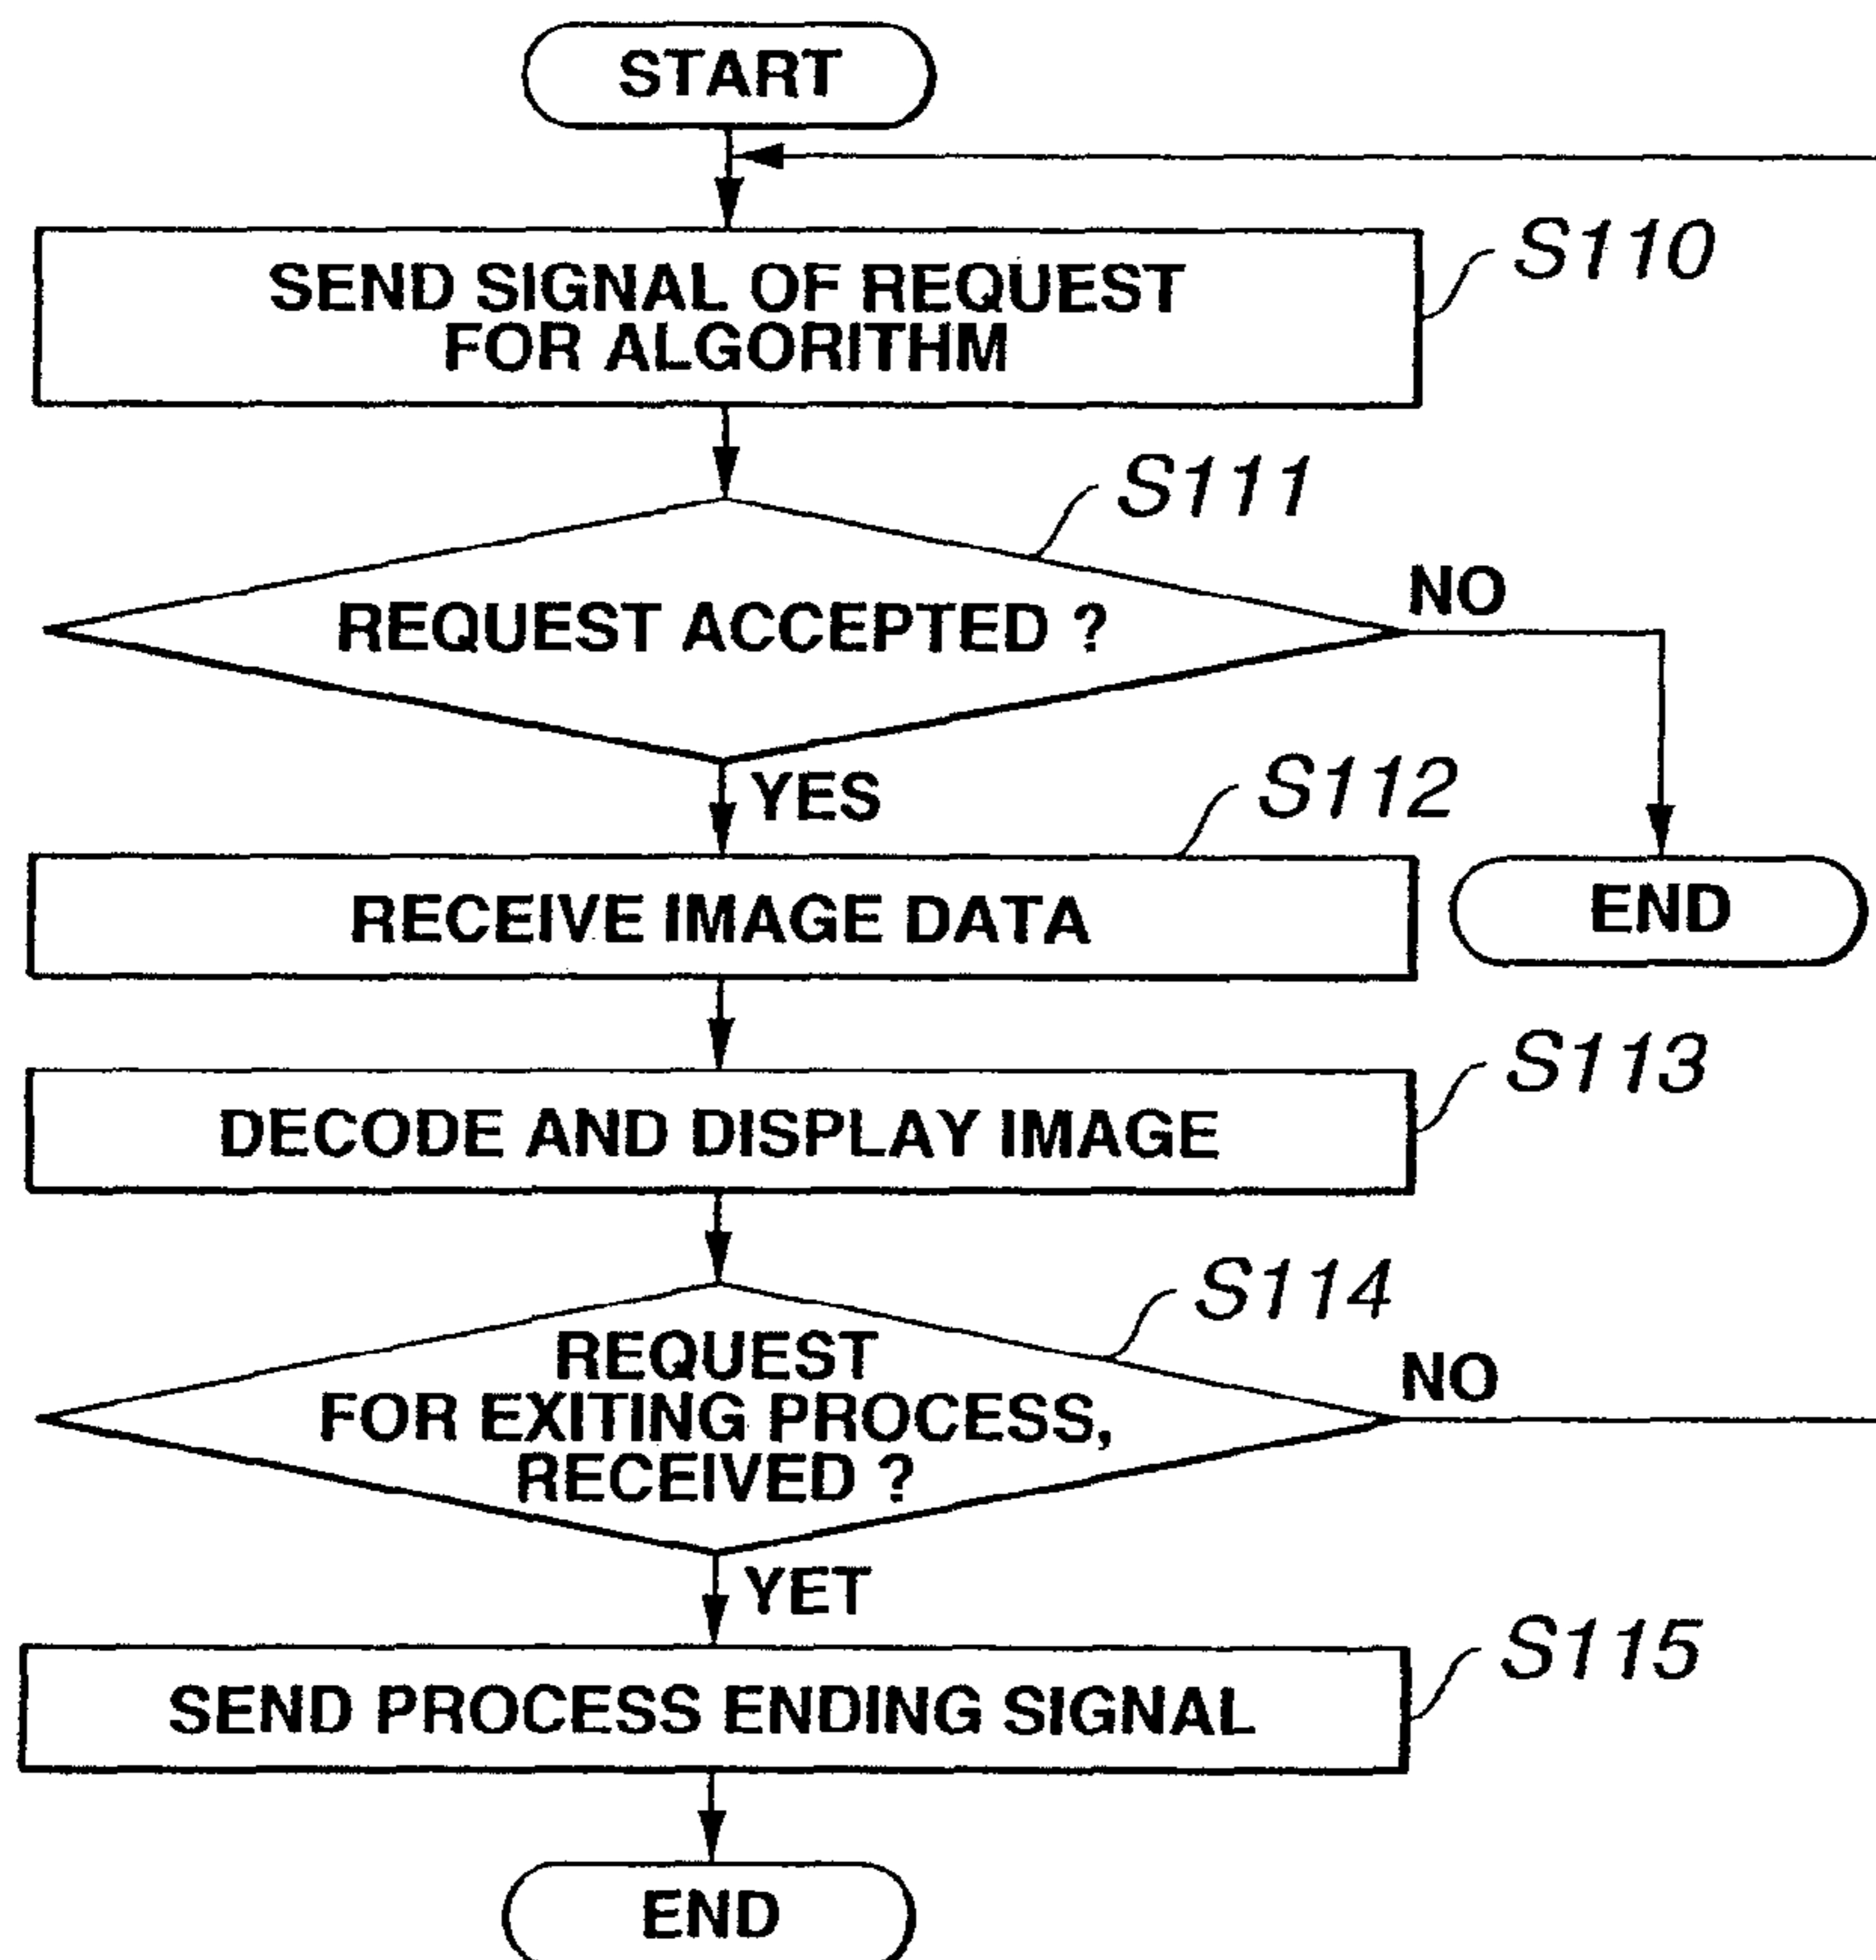 START
S110
SEND SIGNAL OF REQUEST
FOR ALGORITHM
S111
REQUEST ACCEPTED ?
NO
YES
S112
RECEIVE IMAGE DATA
END
S113
DECODE AND DISPLAY IMAGE
S114
REQUEST
FOR EXITING PROCESS,
RECEIVED ?
NO
YET
S115
SEND PROCESS ENDING SIGNAL
END